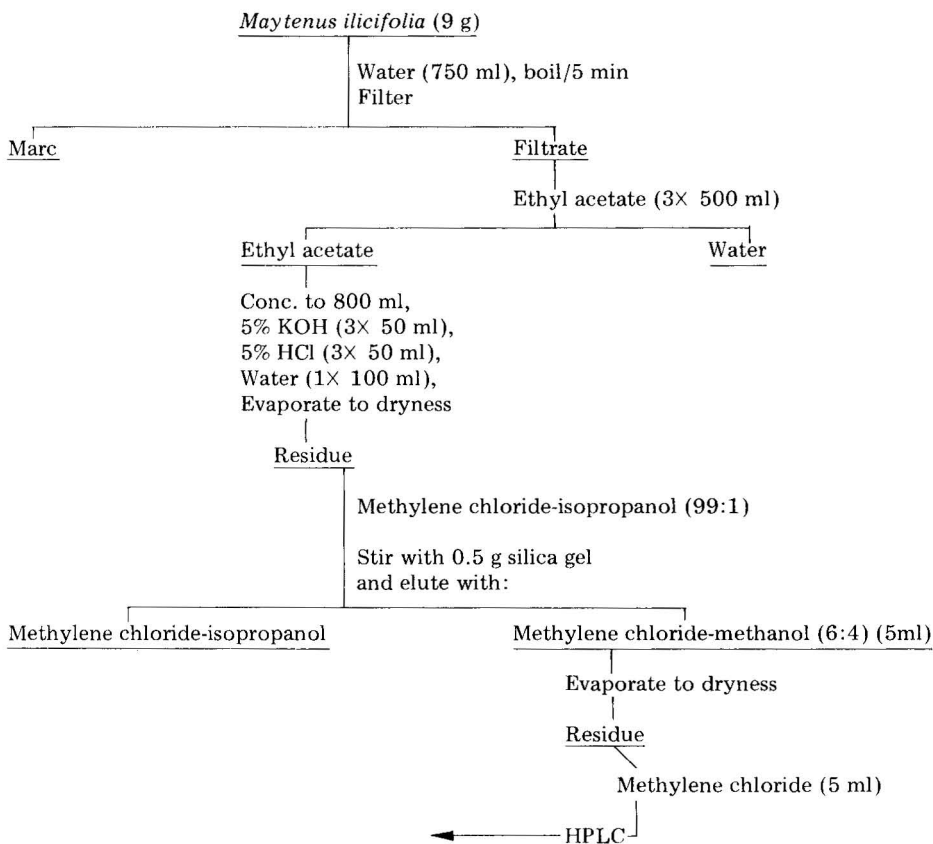 Maytenus ilicifolia (9 g)
Water (750 ml), boil/5 min
Filter
Marc
Filtrate
Ethyl acetate (3× 500 ml)
Ethyl acetate
Water
Conc. to 800 ml,
5% KOH (3× 50 ml),
5% HCl (3× 50 ml),
Water (1× 100 ml),
Evaporate to dryness
Residue
Methylene chloride-isopropanol (99:1)
Stir with 0.5 g silica gel
and elute with:
Methylene chloride-isopropanol
Methylene chloride-methanol (6:4) (5ml)
Evaporate to dryness
Residue
Methylene chloride (5 ml)
HPLC